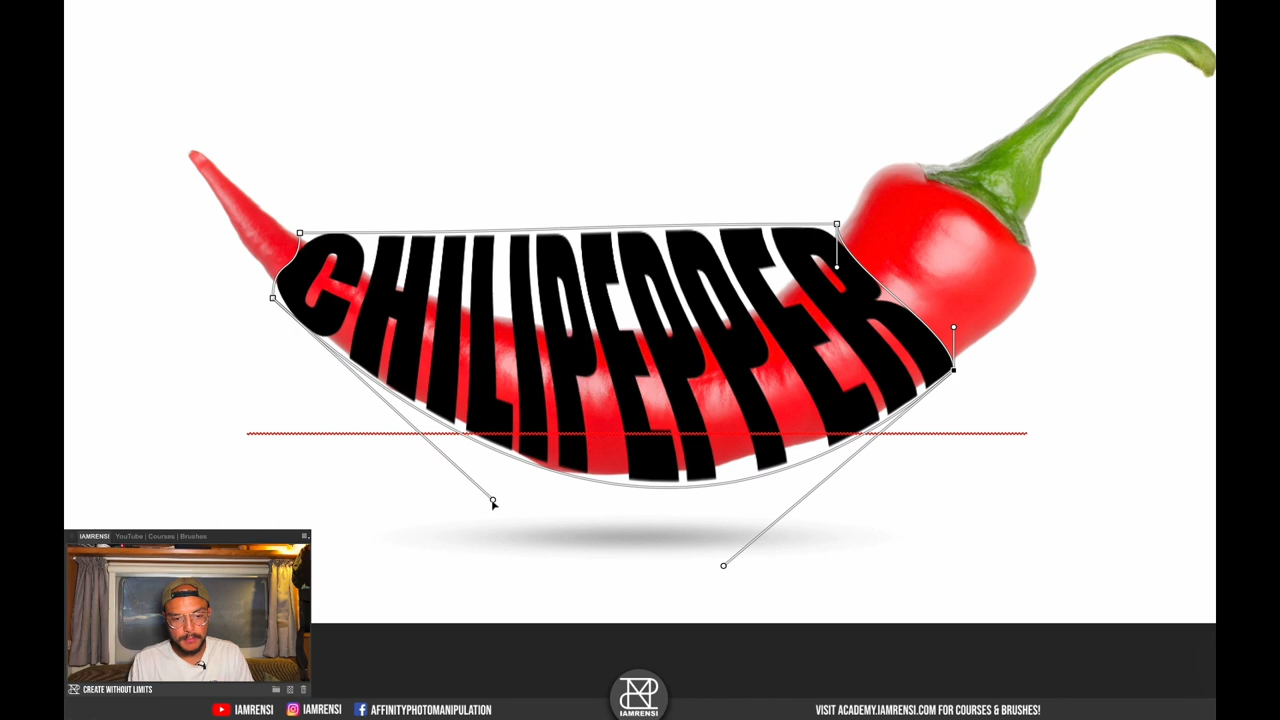 CHILIPEPPER
IAMRENSI YouTube | Courses | Brushes
CREATE WITHOUT LIMITS
IAMRENSI IAMRENSI AFFINITYPHOTOMANIPULATION
IAMRENSI
VISIT ACADEMY.IAMRENSI.COM FOR COURSES & BRUSHES!